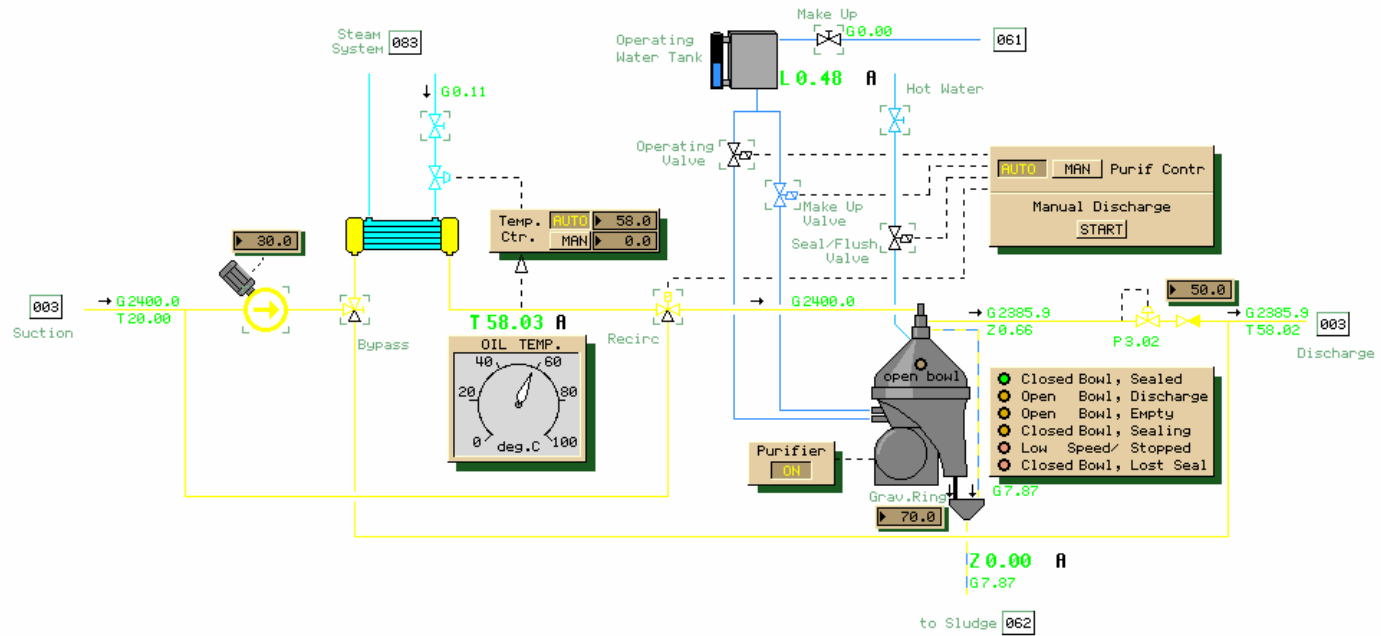 Make Up
Steam
System 083
Operating
Water Tank
G0.00
061
L 0.48 A
G0.11
Hot Water
Operating
Valve
AUTO MAN Purif Contr
Manual Discharge
START
Make Up
Valve
Temp. AUTO 58.0
Ctr. MAN 0.0
Seal/Flush
Valve
30.0
50.0
003
Suction
G2400.0
T20.00
Bypass
T 58.03 A
Recirc
G2400.0
G2385.9
Z0.66
P3.02
G2385.9
T58.02
003
Discharge
OIL TEMP.
0 20 40 60 80 100
deg.C
open bowl
Closed Bowl, Sealed
Open Bowl, Discharge
Open Bowl, Empty
Closed Bowl, Sealing
Low Speed/ Stopped
Closed Bowl, Lost Seal
Purifier
ON
G7.87
Grav.Ring
70.0
Z 0.00 A
G7.87
to Sludge 062